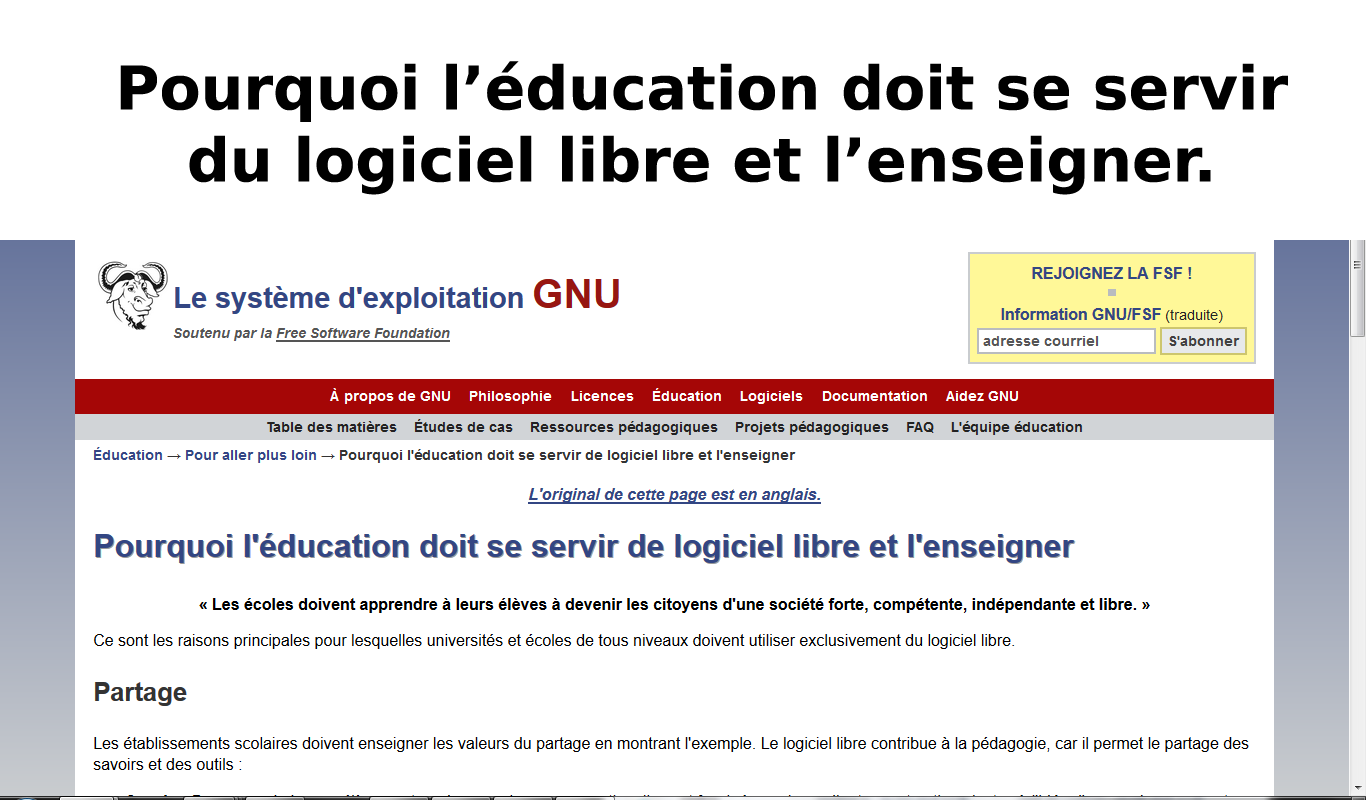 Pourquoi l’éducation doit se servir
du logiciel libre et l’enseigner.
Le système d'exploitation GNU
Soutenu par la Free Software Foundation
REJOIGNEZ LA FSF !
Information GNU/FSF (traduite)
adresse courriel S'abonner
À propos de GNU Philosophie Licences Éducation Logiciels Documentation Aidez GNU
Table des matières Études de cas Ressources pédagogiques Projets pédagogiques FAQ L'équipe éducation
Éducation → Pour aller plus loin → Pourquoi l'éducation doit se servir de logiciel libre et l'enseigner
L'original de cette page est en anglais.
Pourquoi l'éducation doit se servir de logiciel libre et l'enseigner
« Les écoles doivent apprendre à leurs élèves à devenir les citoyens d'une société forte, compétente, indépendante et libre. »
Ce sont les raisons principales pour lesquelles universités et écoles de tous niveaux doivent utiliser exclusivement du logiciel libre.
Partage
Les établissements scolaires doivent enseigner les valeurs du partage en montrant l'exemple. Le logiciel libre contribue à la pédagogie, car il permet le partage des
savoirs et des outils :